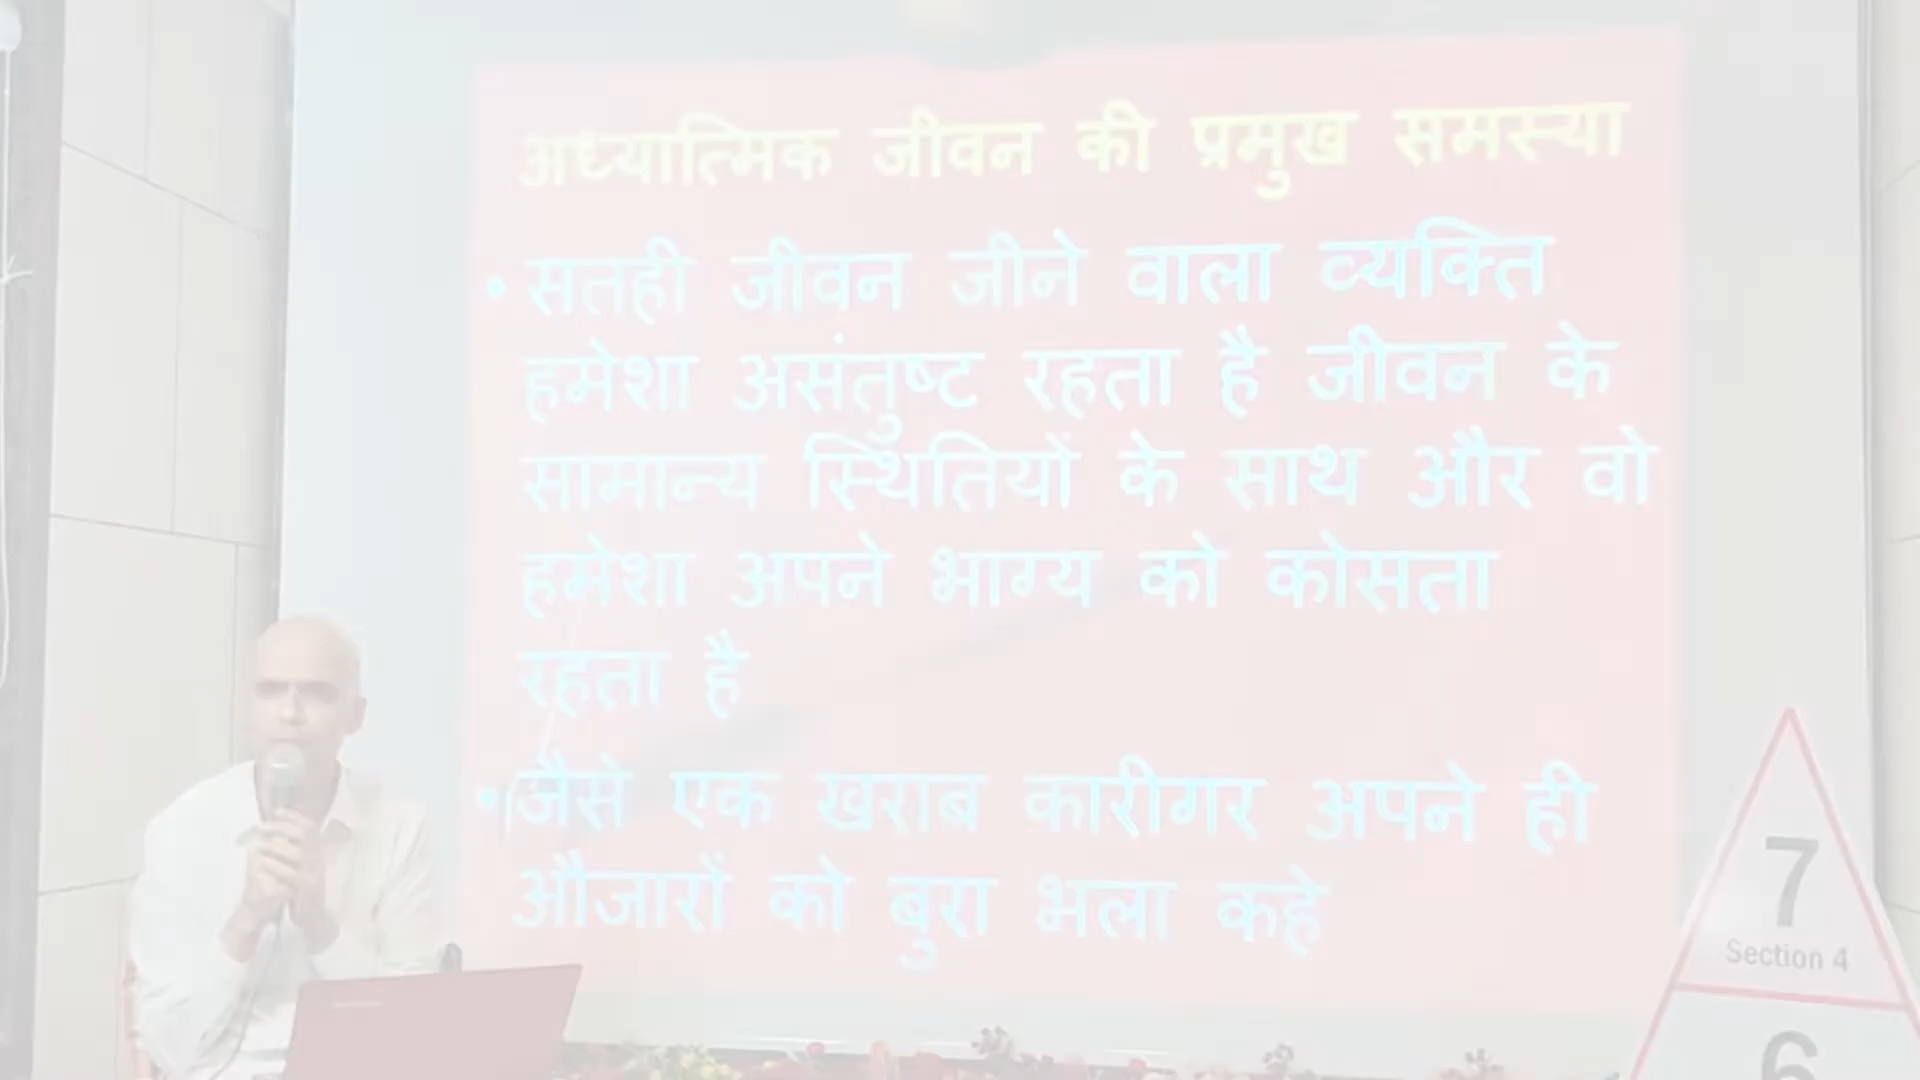 अध्यात्मिक जीवन की प्रमुख समस्या
• सतही जीवन जीने वाला व्यक्ति
हमेशा असंतुष्ट रहता है जीवन के
सामान्य स्थितियों के साथ और वो
हमेशा अपने भाग्य को कोसता
रहता है
• जैसे एक खराब कारीगर अपने ही
औजारों को बुरा भला कहे
7
Section 4
6